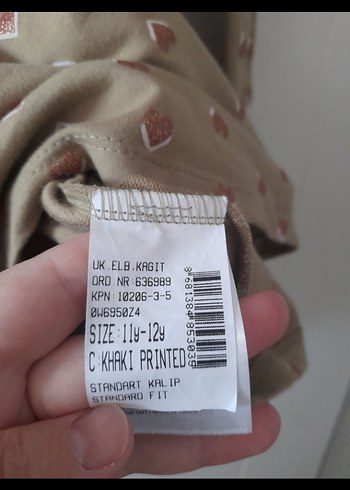 UK.ELB.KAGIT
ORD NR:636989
KPN:10206-3-5
0W6950Z4
SIZE:11y-12y
C:KHAKI PRINTED
STANDART KALIP
STANDARD FIT
8681384853039